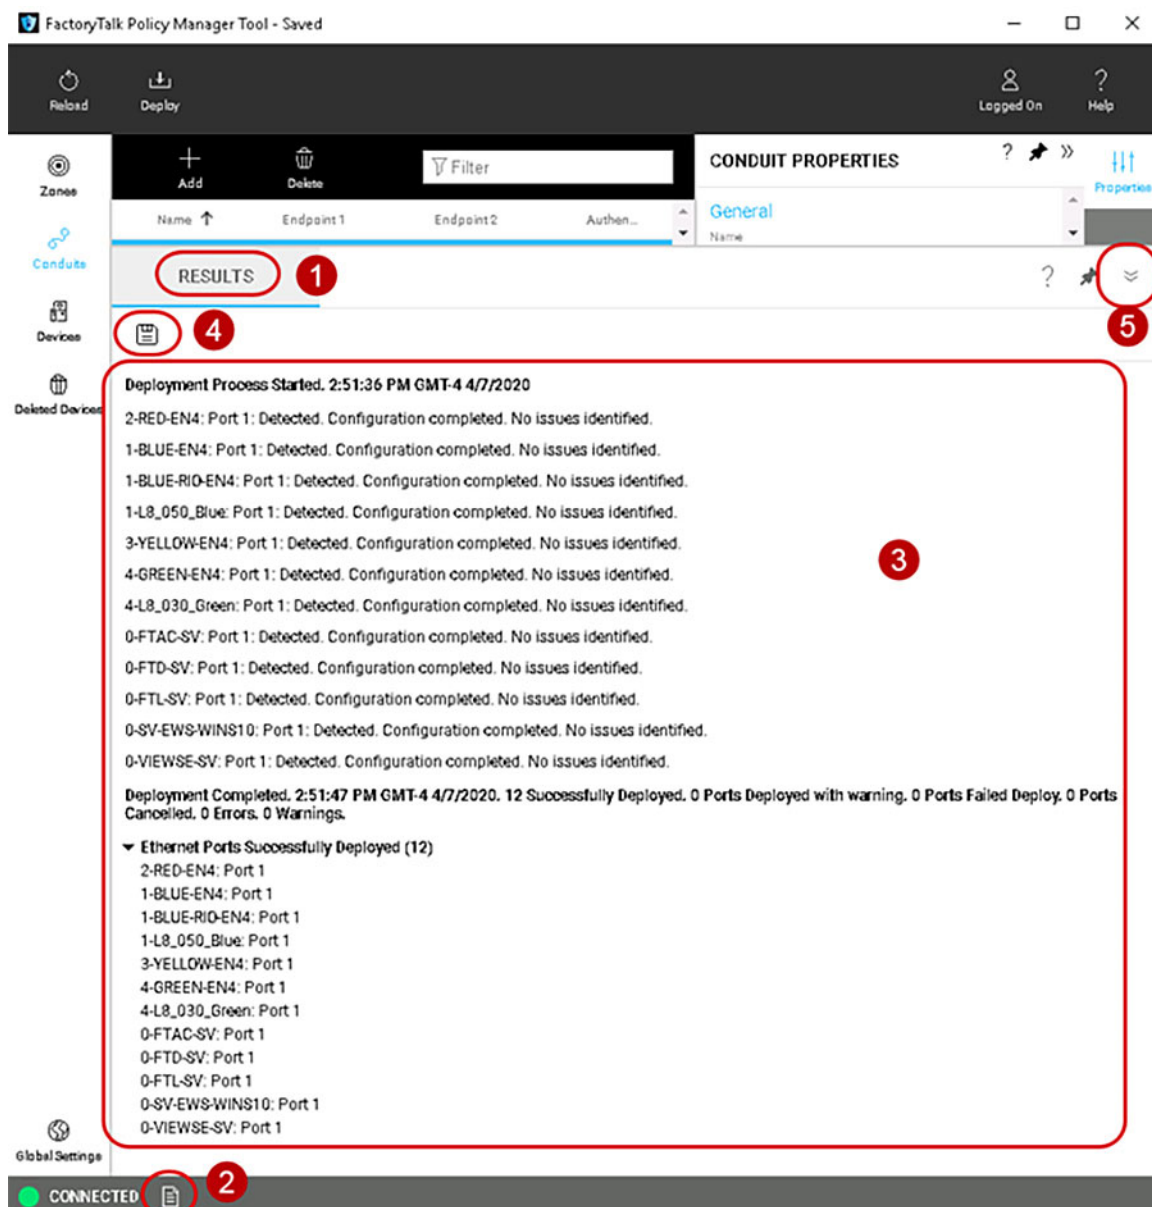 FactoryTalk Policy Manager Tool - Saved
Reload
Deploy
Logged On
Help
Zones
Add
Delete
Filter
CONDUIT PROPERTIES
Properties
Name
Endpoint 1
Endpoint 2
Authen...
General
Name
Conduits
RESULTS
1
5
Devices
4
Deleted Devices
Deployment Process Started. 2:51:36 PM GMT-4 4/7/2020
2-RED-EN4: Port 1: Detected. Configuration completed. No issues identified.
1-BLUE-EN4: Port 1: Detected. Configuration completed. No issues identified.
1-BLUE-RIO-EN4: Port 1: Detected. Configuration completed. No issues identified.
1-L8_050_Blue: Port 1: Detected. Configuration completed. No issues identified.
3-YELLOW-EN4: Port 1: Detected. Configuration completed. No issues identified.
3
4-GREEN-EN4: Port 1: Detected. Configuration completed. No issues identified.
4-L8_030_Green: Port 1: Detected. Configuration completed. No issues identified.
0-FTAC-SV: Port 1: Detected. Configuration completed. No issues identified.
0-FTD-SV: Port 1: Detected. Configuration completed. No issues identified.
0-FTL-SV: Port 1: Detected. Configuration completed. No issues identified.
0-SV-EWS-WINS10: Port 1: Detected. Configuration completed. No issues identified.
0-VIEWSE-SV: Port 1: Detected. Configuration completed. No issues identified.
Deployment Completed. 2:51:47 PM GMT-4 4/7/2020. 12 Successfully Deployed. 0 Ports Deployed with warning. 0 Ports Failed Deploy. 0 Ports
Cancelled. 0 Errors. 0 Warnings.
Ethernet Ports Successfully Deployed (12)
2-RED-EN4: Port 1
1-BLUE-EN4: Port 1
1-BLUE-RIO-EN4: Port 1
1-L8_050_Blue: Port 1
3-YELLOW-EN4: Port 1
4-GREEN-EN4: Port 1
4-L8_030_Green: Port 1
0-FTAC-SV: Port 1
0-FTD-SV: Port 1
0-FTL-SV: Port 1
0-SV-EWS-WINS10: Port 1
0-VIEWSE-SV: Port 1
Global Settings
CONNECTED
2